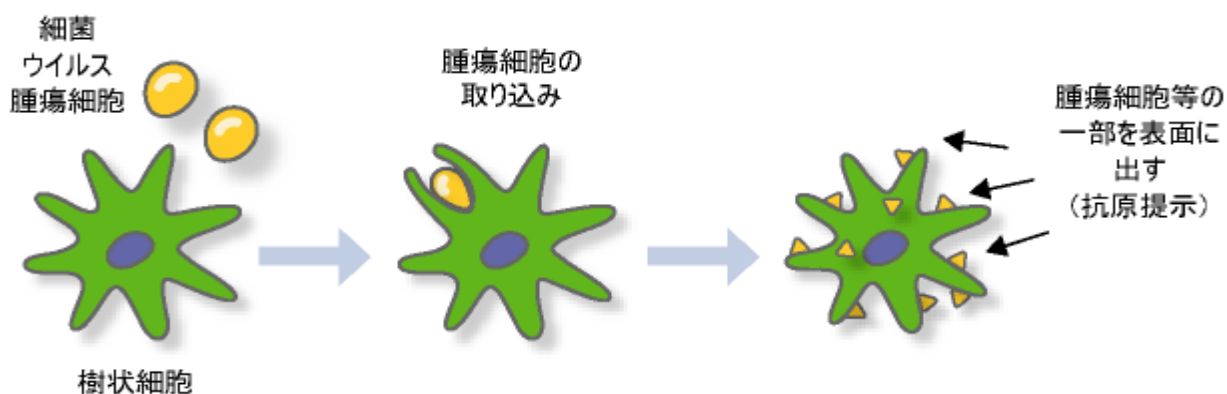 細菌
ウイルス
腫瘍細胞
樹状細胞
腫瘍細胞の
取り込み
腫瘍細胞等の
一部を表面に
出す
（抗原提示）